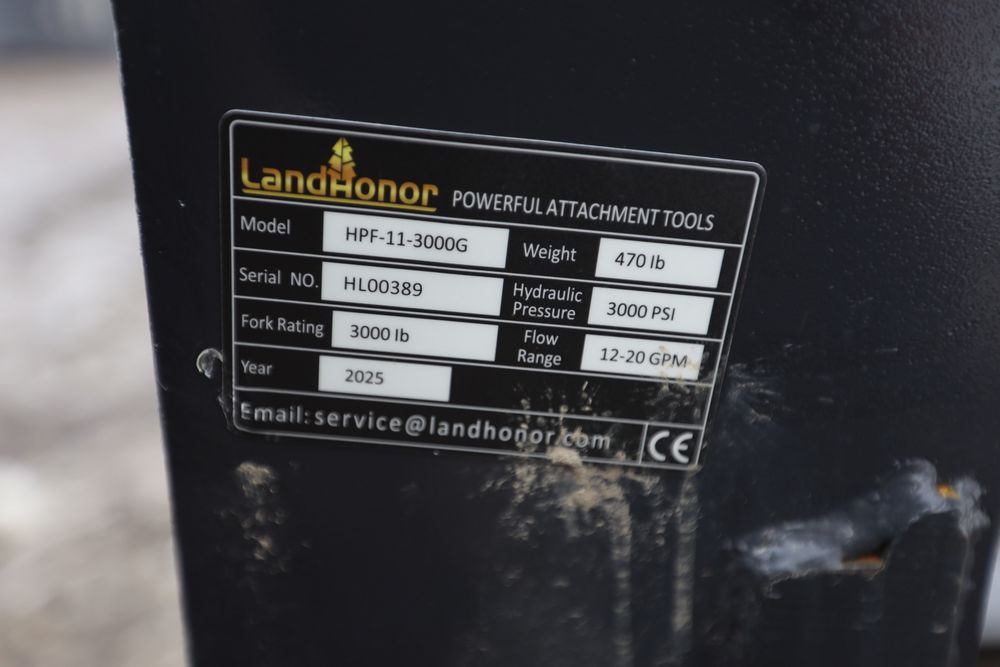 LandHonor POWERFUL ATTACHMENT TOOLS
Model HPF-11-3000G Weight 470 lb
Serial NO. HL00389 Hydraulic Pressure 3000 PSI
Fork Rating 3000 lb Flow Range 12-20 GPM
Year 2025
Email: service@landhonor.com CE